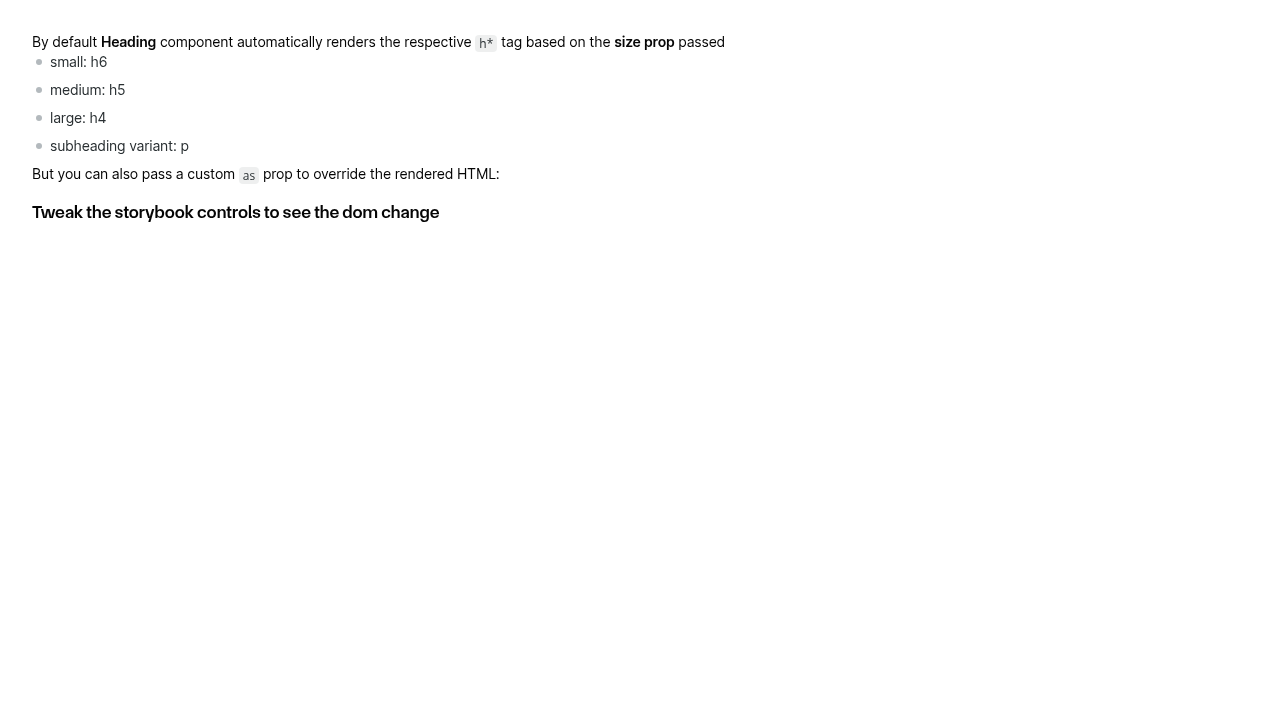 By default Heading component automatically renders the respective h* tag based on the size prop passed
small: h6
medium: h5
large: h4
subheading variant: p
But you can also pass a custom as prop to override the rendered HTML:
Tweak the storybook controls to see the dom change